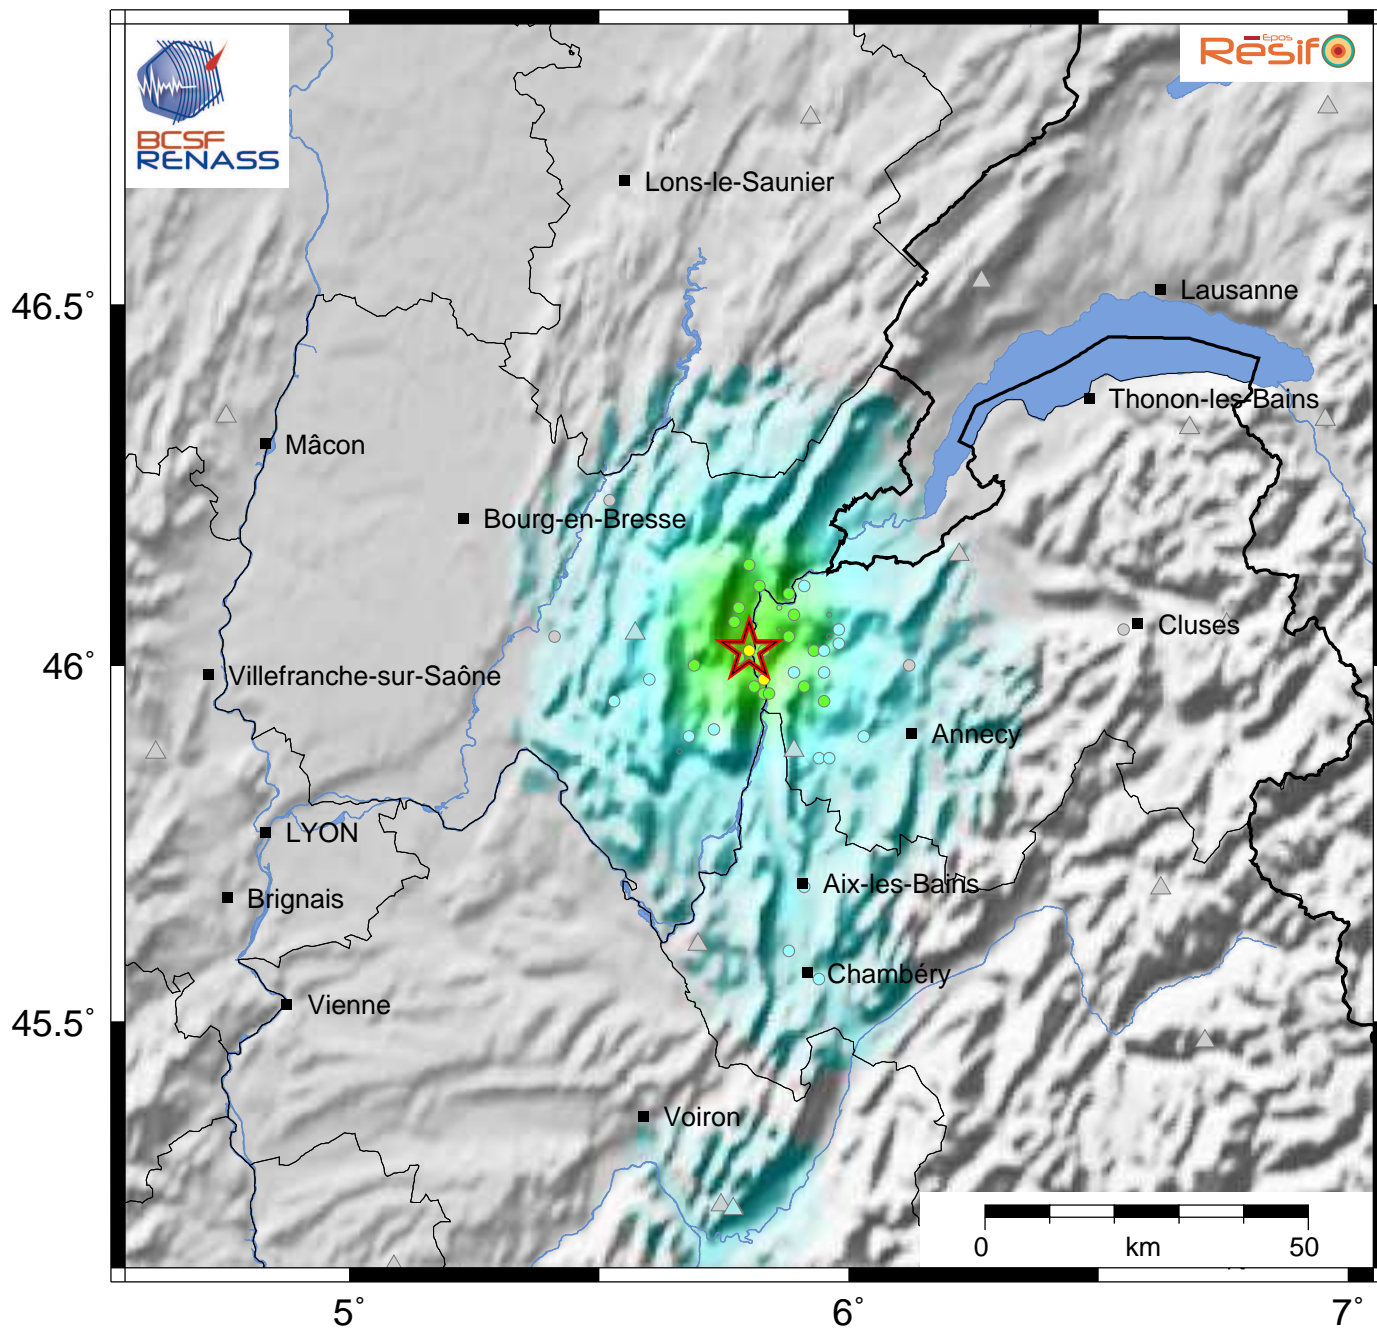 BCSF
RENASS
Epos
Résif
Lons-le-Saunier
46.5°
Lausanne
Thonon-les-Bains
Mâcon
Bourg-en-Bresse
Cluses
46°
Villefranche-sur-Saône
Annecy
LYON
Aix-les-Bains
Brignais
Chambéry
45.5°
Vienne
Voiron
0 km 50
5° 6° 7°